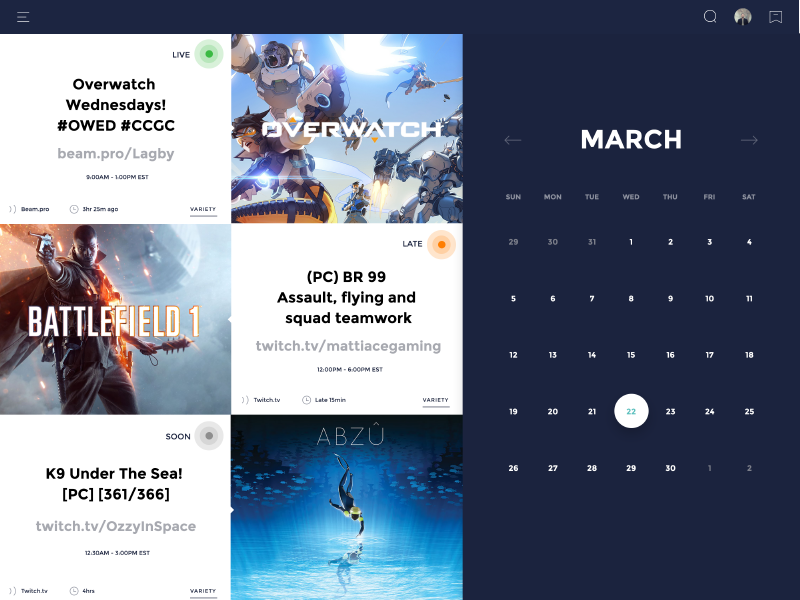 LIVE
Overwatch
Wednesdays!
#OWED #CCGC
beam.pro/Lagby
9:00AM - 1:00PM EST
Beam.pro
3hr 25m ago
VARIETY
OVERWATCH
BATTLEFIELD 1
LATE
(PC) BR 99
Assault, flying and
squad teamwork
twitch.tv/mattiacegaming
12:00PM - 6:00PM EST
Twitch.tv
Late 15min
VARIETY
SOON
K9 Under The Sea!
[PC] [361/366]
twitch.tv/OzzyInSpace
12:30AM - 3:00PM EST
Twitch.tv
4hrs
VARIETY
ABZÛ
MARCH
SUN MON TUE WED THU FRI SAT
29 30 31 1 2 3 4
5 6 7 8 9 10 11
12 13 14 15 16 17 18
19 20 21 22 23 24 25
26 27 28 29 30 1 2